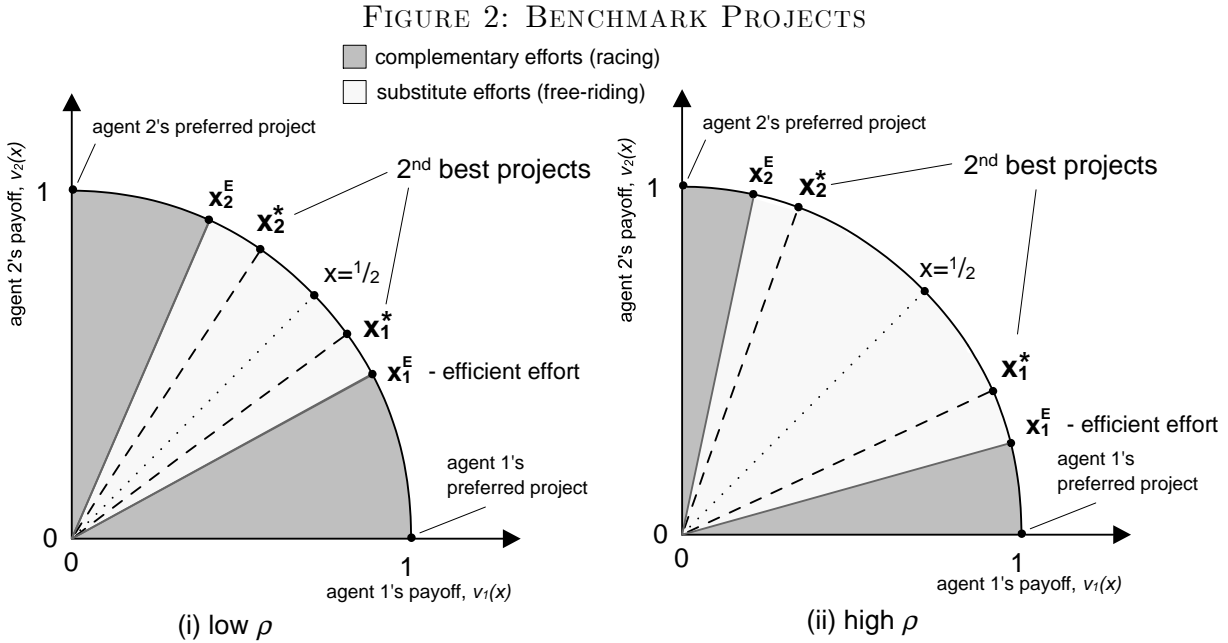 FIGURE 2: BENCHMARK PROJECTS
complementary efforts (racing)
substitute efforts (free-riding)
agent 2's payoff, v₂(x)
agent 2's preferred project
1
x₂ᴱ
x₂*
2ⁿᵈ best projects
x=¹/₂
x₁*
x₁ᴱ - efficient effort
agent 1's
preferred project
0
0
1
agent 1's payoff, v₁(x)
(i) low ρ
agent 2's payoff, v₂(x)
agent 2's preferred project
1
x₂ᴱ
x₂*
2ⁿᵈ best projects
x=¹/₂
x₁*
x₁ᴱ - efficient effort
agent 1's
preferred project
0
0
1
agent 1's payoff, v₁(x)
(ii) high ρ